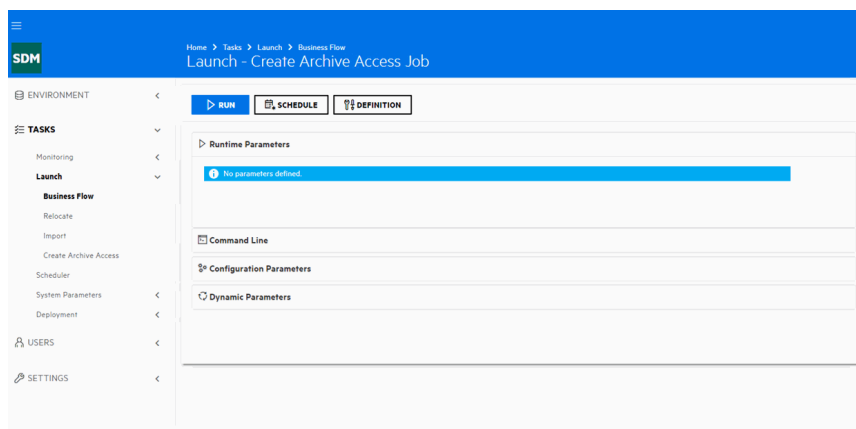 SDM
Home > Tasks > Launch > Business Flow
Launch - Create Archive Access Job
ENVIRONMENT
TASKS
Monitoring
Launch
Business Flow
Relocate
Import
Create Archive Access
Scheduler
System Parameters
Deployment
USERS
SETTINGS
RUN
SCHEDULE
DEFINITION
Runtime Parameters
No parameters defined.
Command Line
Configuration Parameters
Dynamic Parameters